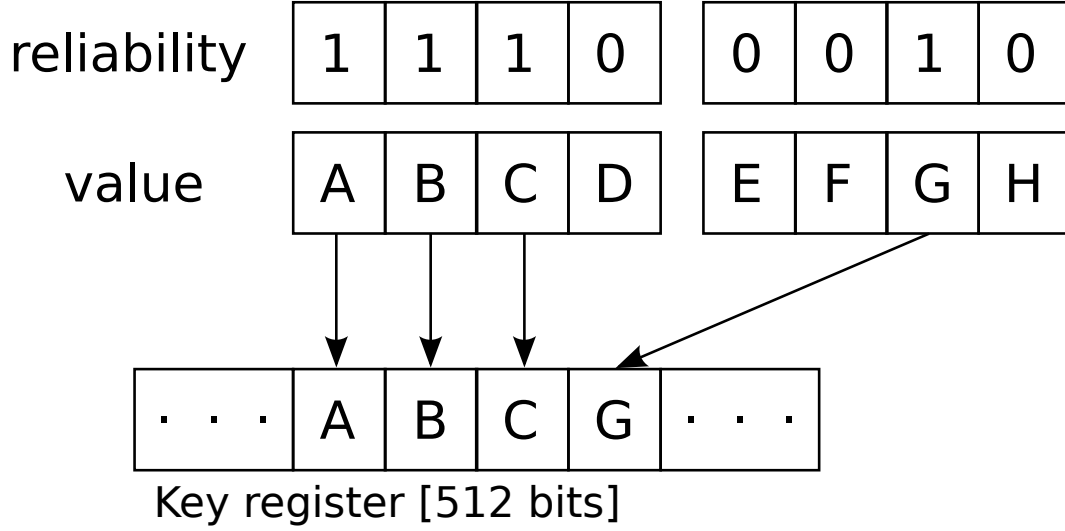 reliability 1 1 1 0 0 0 1 0
value A B C D E F G H
· · · A B C G · · ·
Key register [512 bits]